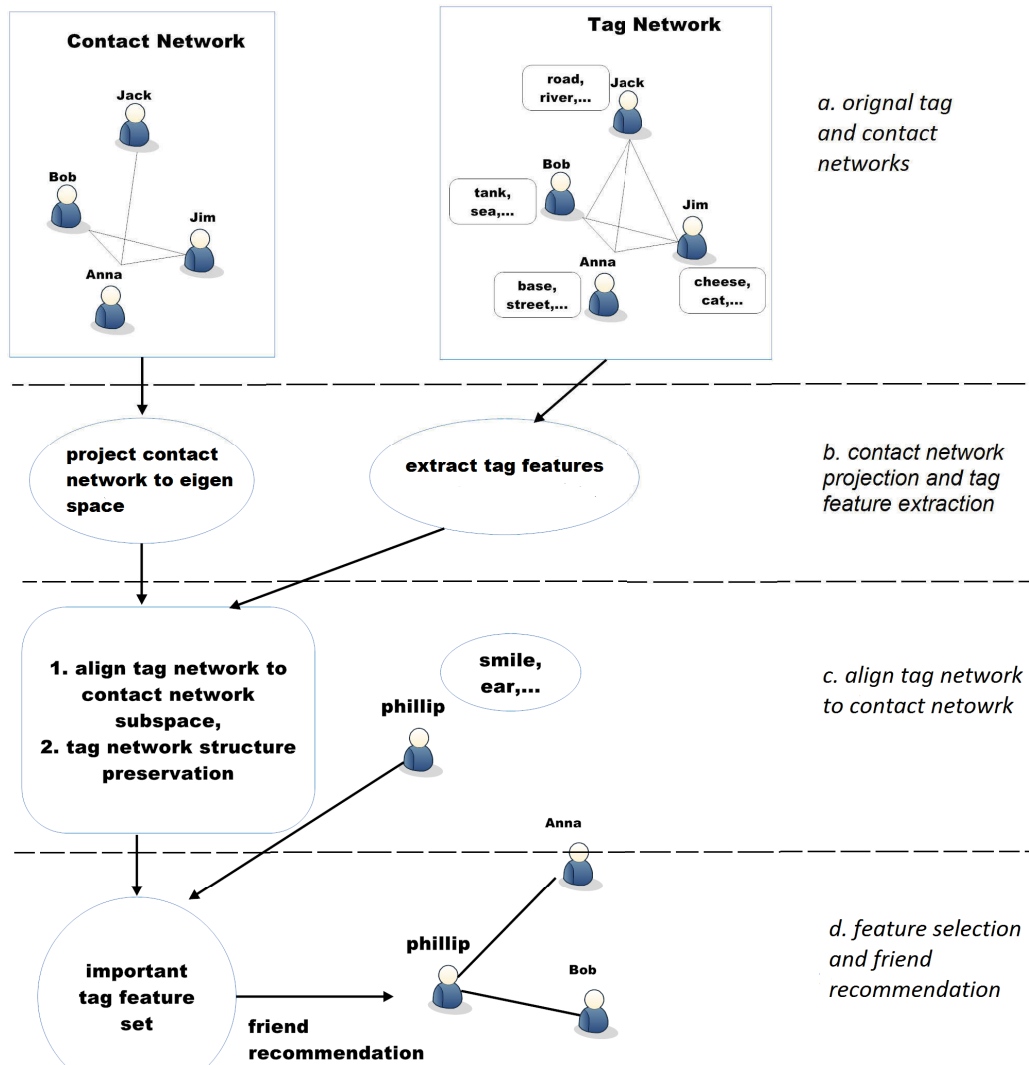 Contact Network
Jack
Bob
Jim
Anna
Tag Network
road,
river,...
Jack
Bob
tank,
sea,...
Jim
Anna
base,
street,...
cheese,
cat,...
a. orignal tag
and contact
networks
project contact
network to eigen
space
extract tag features
b. contact network
projection and tag
feature extraction
1. align tag network to
contact network
subspace,
2. tag network structure
preservation
smile,
ear,...
phillip
c. align tag network
to contact netowrk
Anna
phillip
Bob
important
tag feature
set
friend
recommendation
d. feature selection
and friend
recommendation